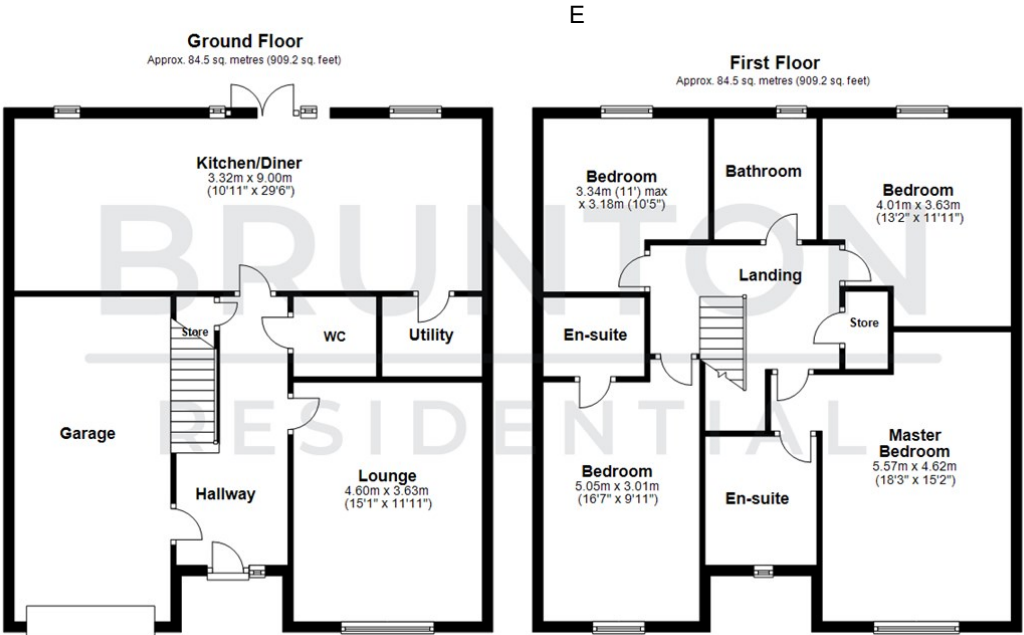 E
Ground Floor
Approx. 84.5 sq. metres (909.2 sq. feet)
Kitchen/Diner
3.32m x 9.00m
(10'11" x 29'6")
Store
WC
Utility
Garage
Hallway
Lounge
4.60m x 3.63m
(15'1" x 11'11")
First Floor
Approx. 84.5 sq. metres (909.2 sq. feet)
Bedroom
3.34m (11') max
x 3.18m (10'5")
Bathroom
Bedroom
4.01m x 3.63m
(13'2" x 11'11")
Landing
En-suite
Store
Bedroom
5.05m x 3.01m
(16'7" x 9'11")
En-suite
Master
Bedroom
5.57m x 4.62m
(18'3" x 15'2")
BRUNTON
RESIDENTIAL